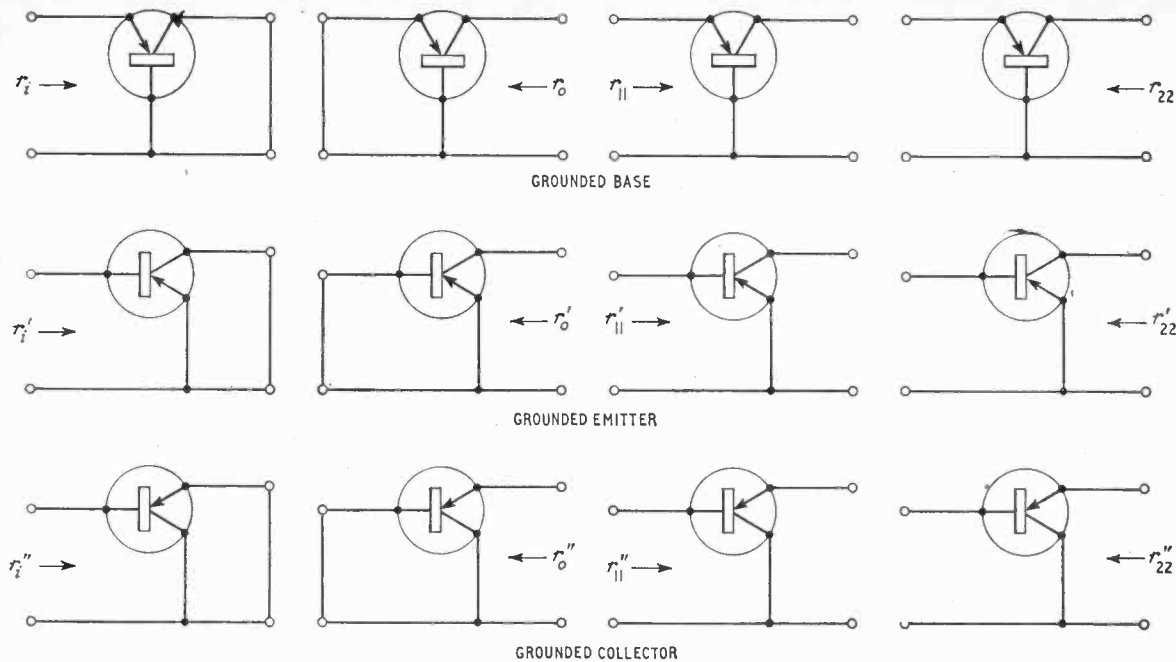 r_i r_o r_11 r_22
GROUNDED BASE
r_i' r_o' r_11' r_22'
GROUNDED EMITTER
r_i'' r_o'' r_11'' r_22''
GROUNDED COLLECTOR